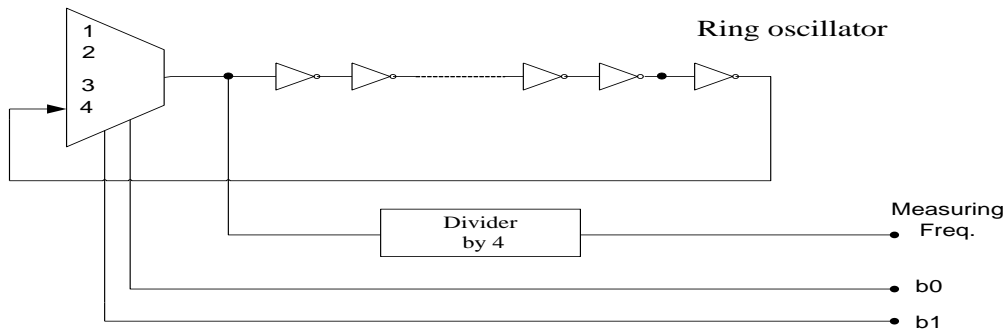 1
2
3
4
Ring oscillator
Divider
by 4
Measuring
Freq.
b0
b1